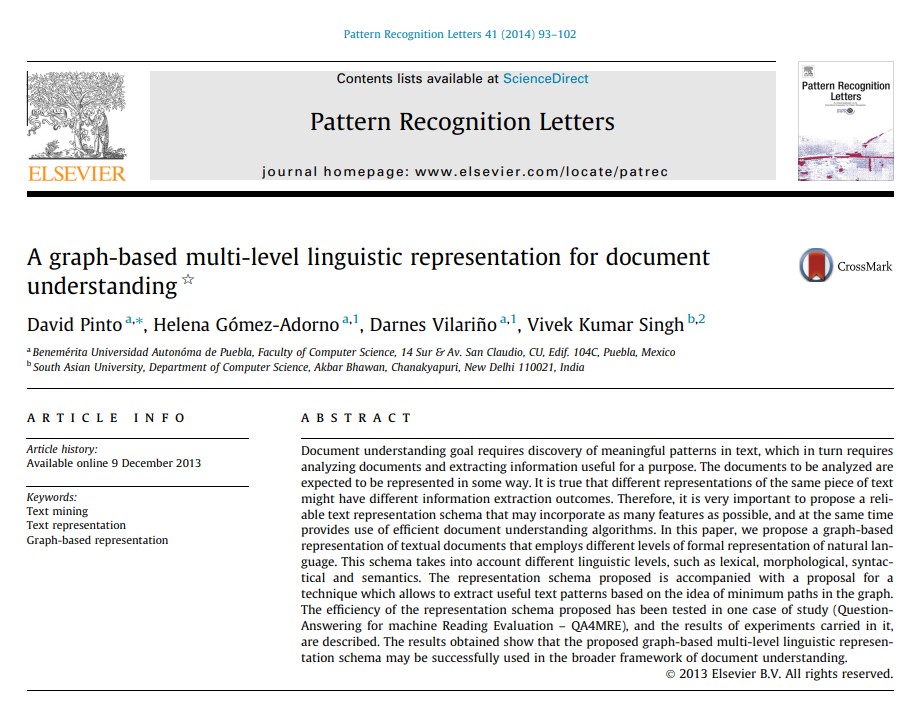 Pattern Recognition Letters 41 (2014) 93–102
Contents lists available at ScienceDirect
Pattern Recognition Letters
journal homepage: www.elsevier.com/locate/patrec
ELSEVIER
Pattern Recognition
Letters
A graph-based multi-level linguistic representation for document
understanding ☆
CrossMark
David Pinto a,*, Helena Gómez-Adorno a,1, Darnes Vilariño a,1, Vivek Kumar Singh b,2
a Benemérita Universidad Autonóma de Puebla, Faculty of Computer Science, 14 Sur & Av. San Claudio, CU, Edif. 104C, Puebla, Mexico
b South Asian University, Department of Computer Science, Akbar Bhawan, Chanakyapuri, New Delhi 110021, India
ARTICLE INFO
Article history:
Available online 9 December 2013
Keywords:
Text mining
Text representation
Graph-based representation
ABSTRACT
Document understanding goal requires discovery of meaningful patterns in text, which in turn requires
analyzing documents and extracting information useful for a purpose. The documents to be analyzed are
expected to be represented in some way. It is true that different representations of the same piece of text
might have different information extraction outcomes. Therefore, it is very important to propose a reli-
able text representation schema that may incorporate as many features as possible, and at the same time
provides use of efficient document understanding algorithms. In this paper, we propose a graph-based
representation of textual documents that employs different levels of formal representation of natural lan-
guage. This schema takes into account different linguistic levels, such as lexical, morphological, syntac-
tical and semantics. The representation schema proposed is accompanied with a proposal for a
technique which allows to extract useful text patterns based on the idea of minimum paths in the graph.
The efficiency of the representation schema proposed has been tested in one case of study (Question-
Answering for machine Reading Evaluation – QA4MRE), and the results of experiments carried in it,
are described. The results obtained show that the proposed graph-based multi-level linguistic represen-
tation schema may be successfully used in the broader framework of document understanding.
© 2013 Elsevier B.V. All rights reserved.